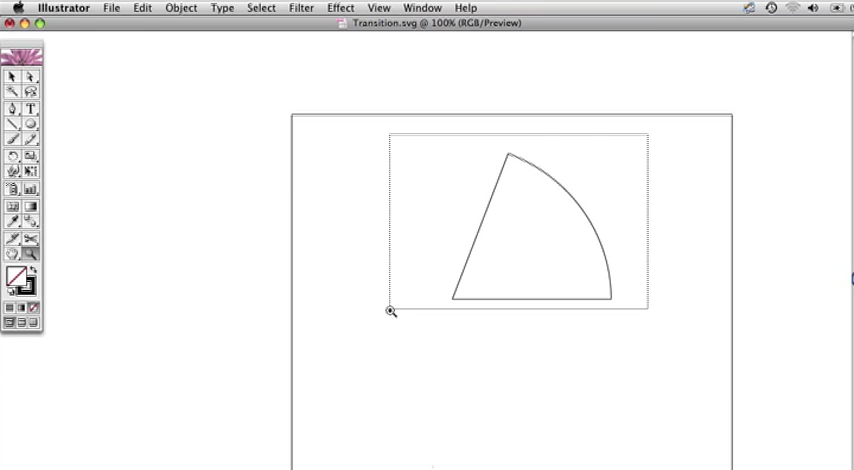 Illustrator File Edit Object Type Select Filter Effect View Window Help
Transition.svg @ 100% (RGB/Preview)
T